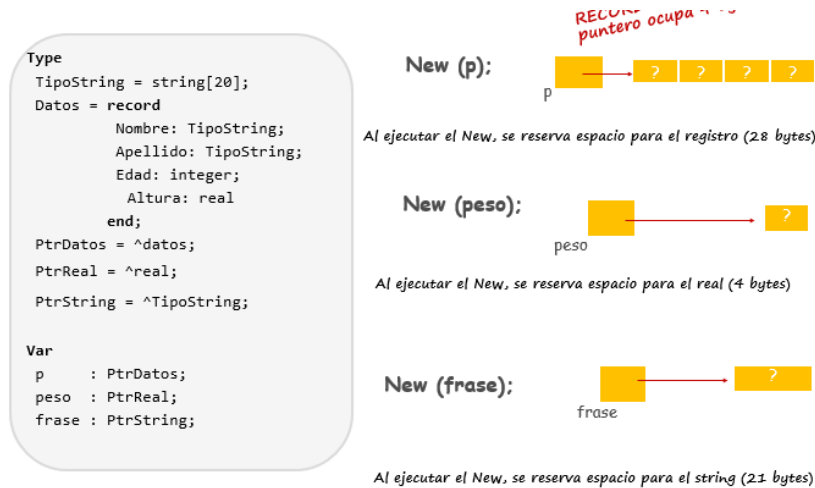 Type
TipoString = string[20];
Datos = record
Nombre: TipoString;
Apellido: TipoString;
Edad: integer;
Altura: real
end;
PtrDatos = ^datos;
PtrReal = ^real;
PtrString = ^TipoString;
Var
p : PtrDatos;
peso : PtrReal;
frase : PtrString;
puntero ocupa
New (p);
? ? ? ?
p
Al ejecutar el New, se reserva espacio para el registro (28 bytes)
New (peso);
?
peso
Al ejecutar el New, se reserva espacio para el real (4 bytes)
New (frase);
?
frase
Al ejecutar el New, se reserva espacio para el string (21 bytes)